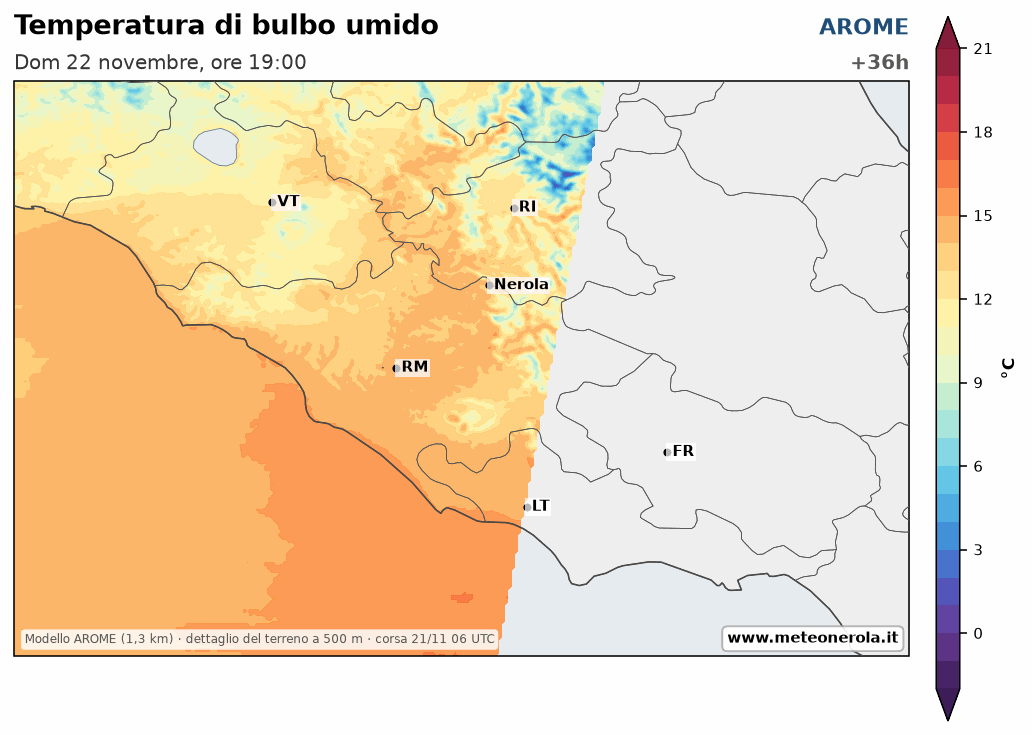 Temperatura di bulbo umido
AROME
Dom 22 novembre, ore 19:00
+36h
21
18
15
12
9
6
3
0
°C
VT
RI
Nerola
RM
FR
LT
Modello AROME (1,3 km) · dettaglio del terreno a 500 m · corsa 21/11 06 UTC
www.meteonerola.it